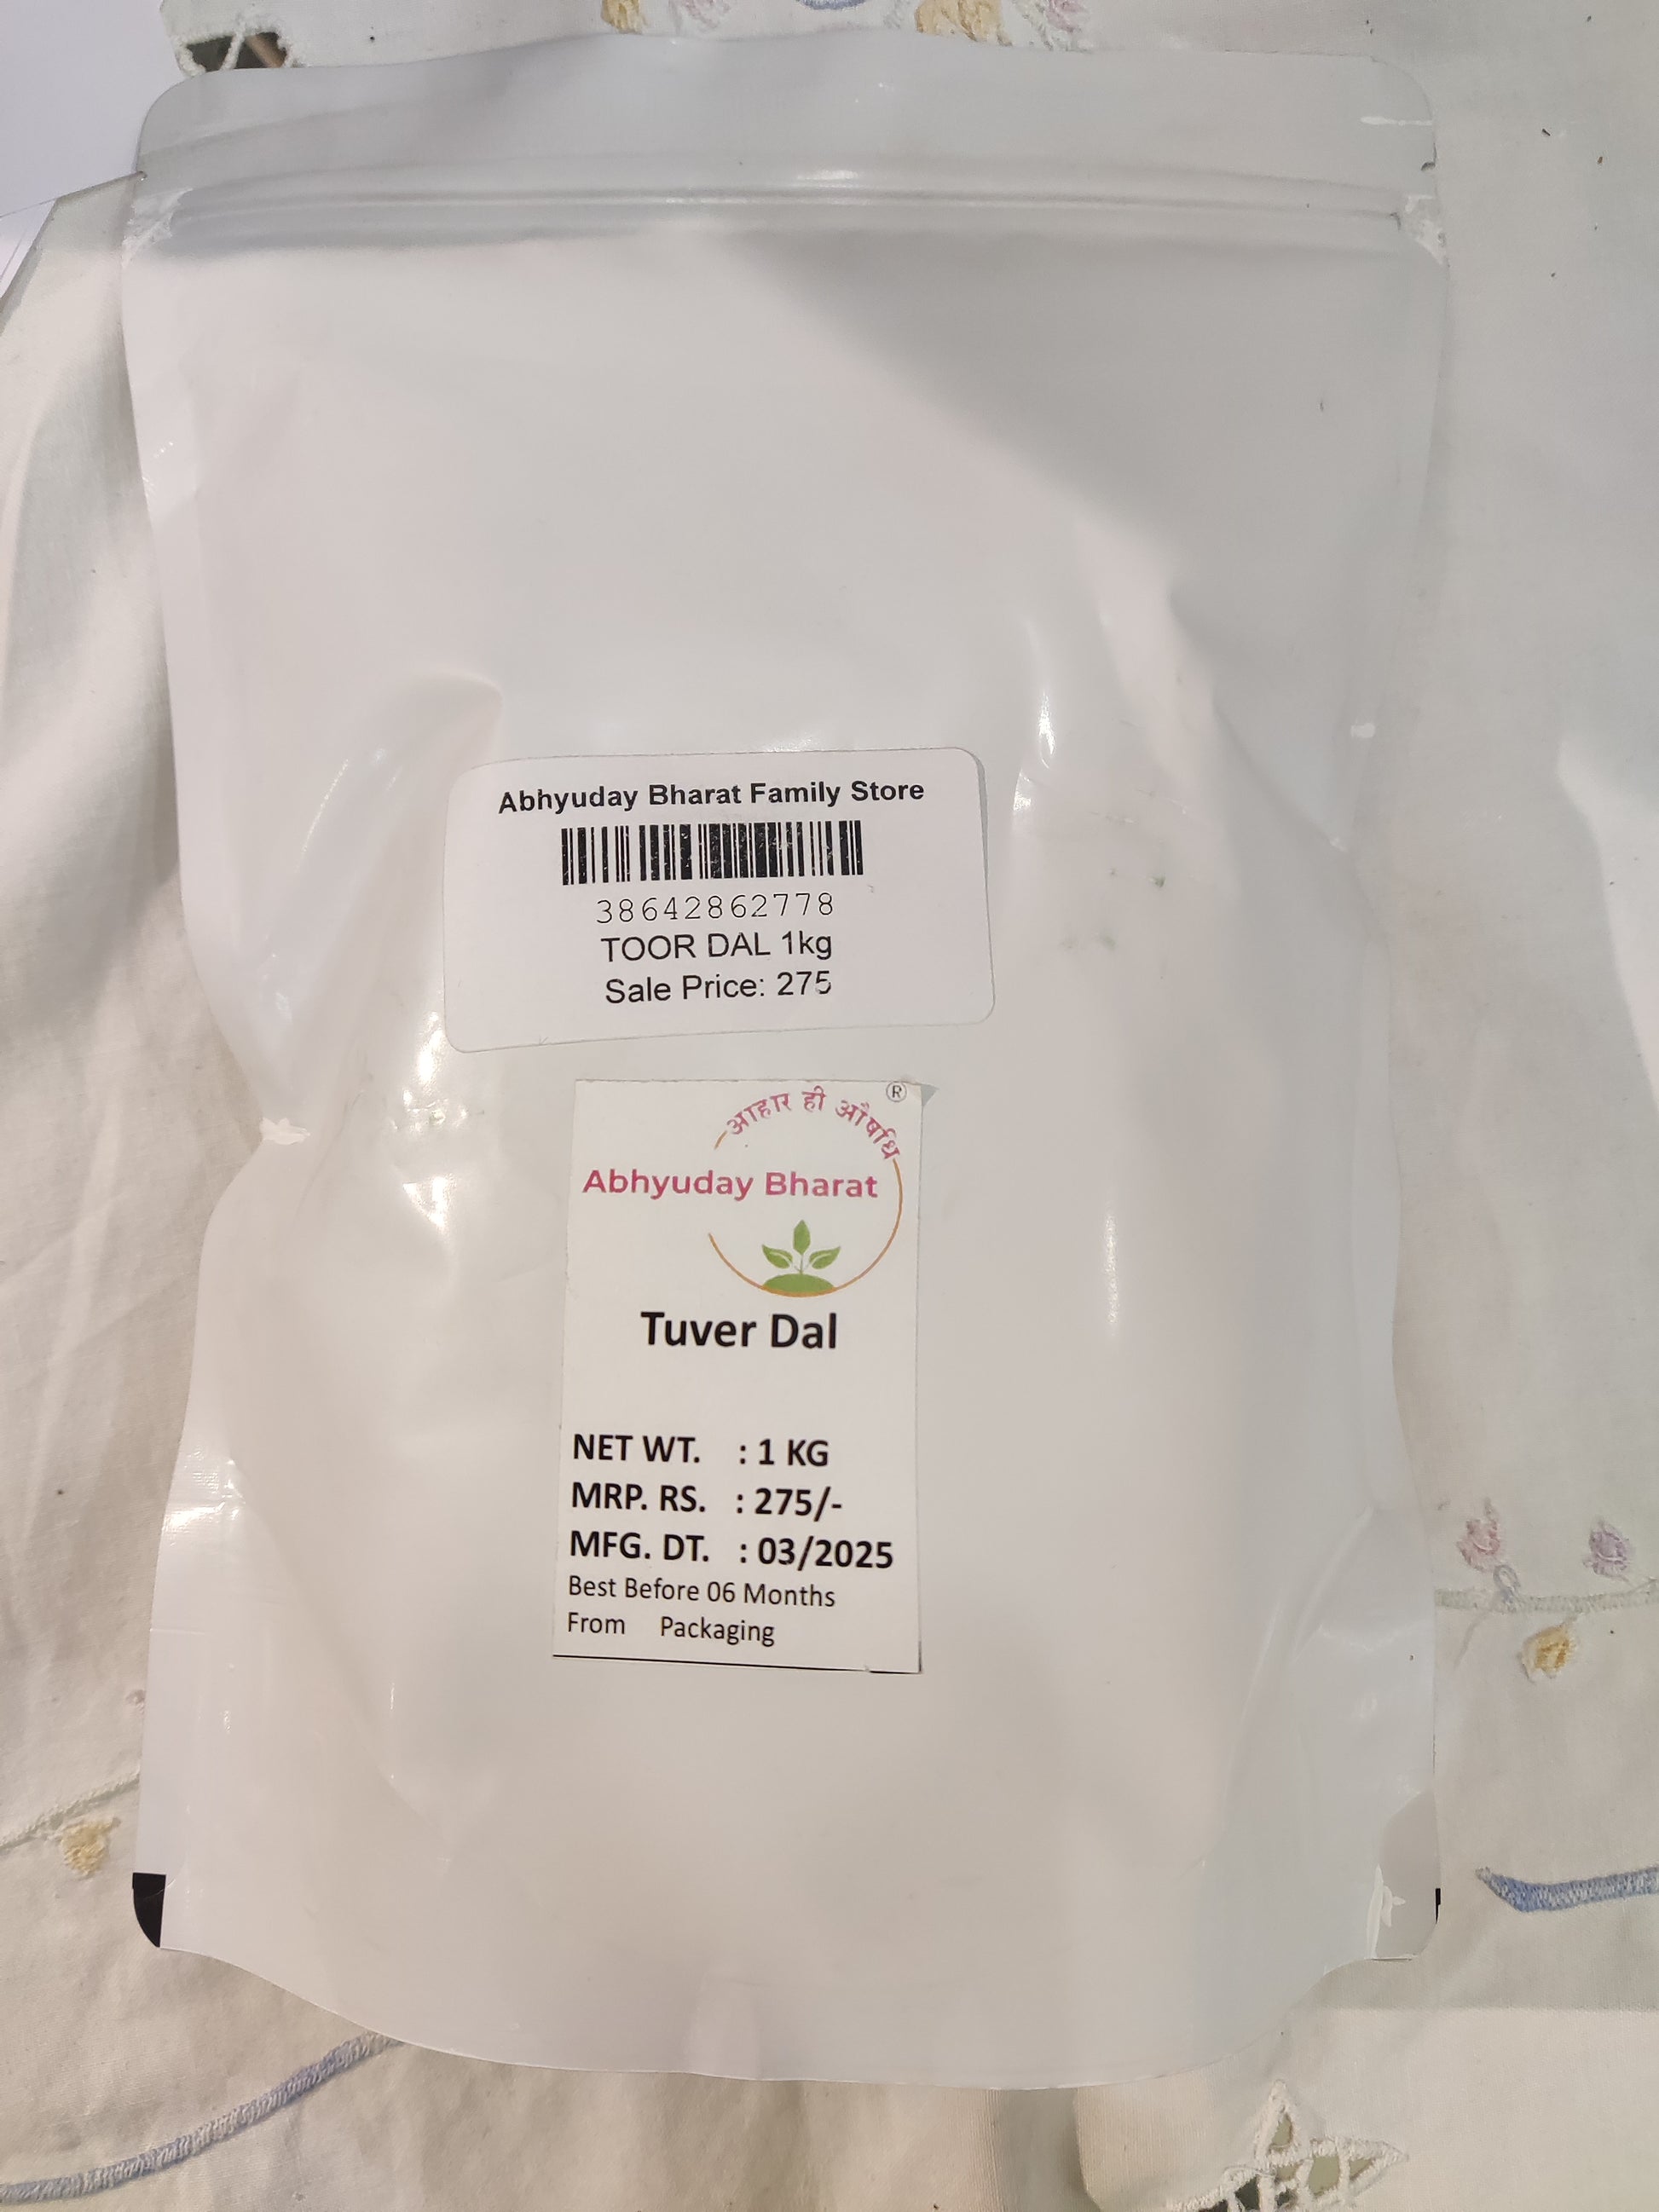 Abhyuday Bharat Family Store
38642862778
TOOR DAL 1kg
Sale Price: 275
आहार ही औषधि ®
Abhyuday Bharat
Tuver Dal
NET WT. : 1 KG
MRP. RS. : 275/-
MFG. DT. : 03/2025
Best Before 06 Months
From Packaging